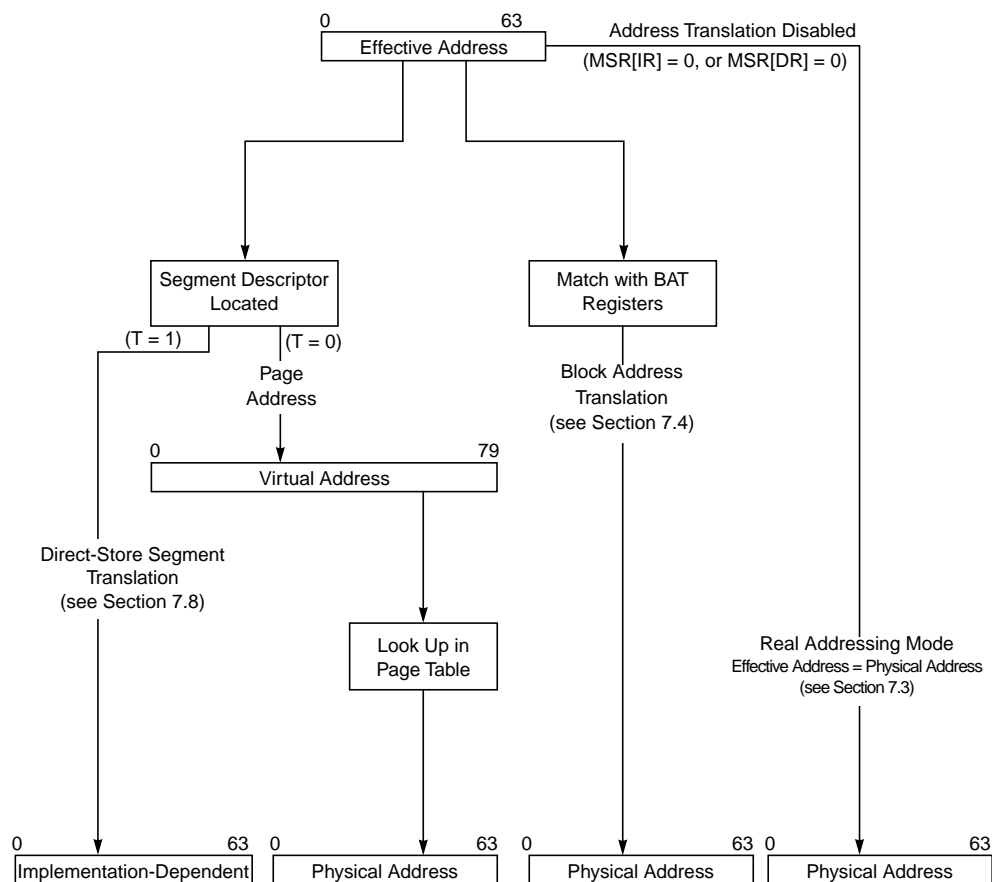 0 63
Effective Address
Address Translation Disabled
(MSR[IR] = 0, or MSR[DR] = 0)
Segment Descriptor
Located
Match with BAT
Registers
(T = 1)
(T = 0)
Page
Address
Block Address
Translation
(see Section 7.4)
0 79
Virtual Address
Direct-Store Segment
Translation
(see Section 7.8)
Look Up in
Page Table
Real Addressing Mode
Effective Address = Physical Address
(see Section 7.3)
0 63
Implementation-Dependent
0 63
Physical Address
0 63
Physical Address
0 63
Physical Address